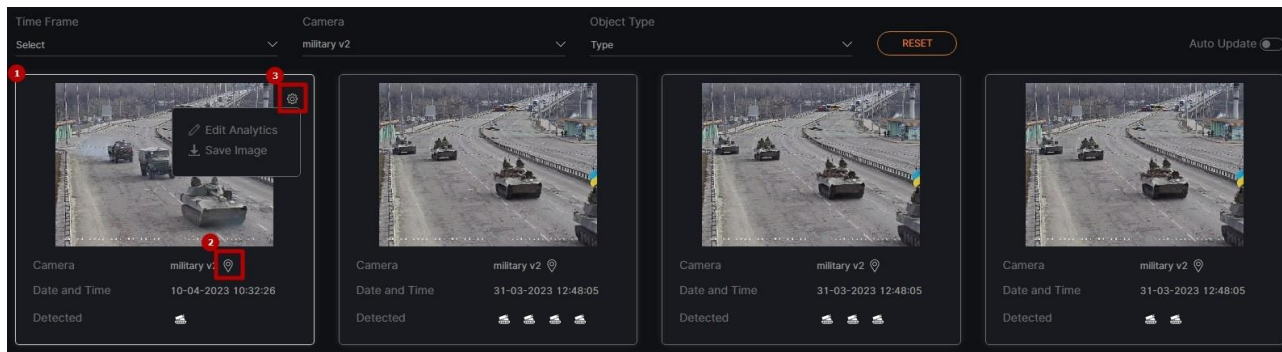 Time Frame
Camera
Object Type
Select
military v2
Type
RESET
Auto Update
1
3
Edit Analytics
Save Image
2
Camera
military v2
Date and Time
10-04-2023 10:32:26
Detected
Camera
military v2
Date and Time
31-03-2023 12:48:05
Detected
Camera
military v2
Date and Time
31-03-2023 12:48:05
Detected
Camera
military v2
Date and Time
31-03-2023 12:48:05
Detected